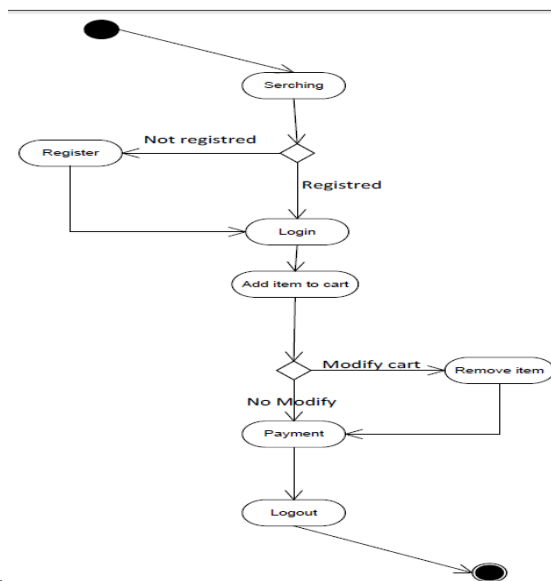 Serching
Not registred
Register
Registred
Login
Add item to cart
Modify cart
Remove item
No Modify
Payment
Logout